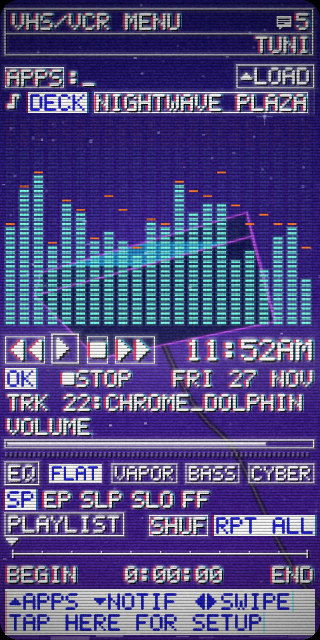 VHS/VCR MENU 5
TUNI
APPS:_ ▲LOAD
♪ DECK NIGHTWAVE PLAZA
11:52AM
OK ■STOP FRI 27 NOV
TRK 22:CHROME_DOLPHIN
VOLUME
EQ FLAT VAPOR BASS CYBER
SP EP SLP SLO FF
PLAYLIST SHUF RPT ALL
BEGIN 0:00:00 END
▲APPS ▼NOTIF ◀▶SWIPE
TAP HERE FOR SETUP